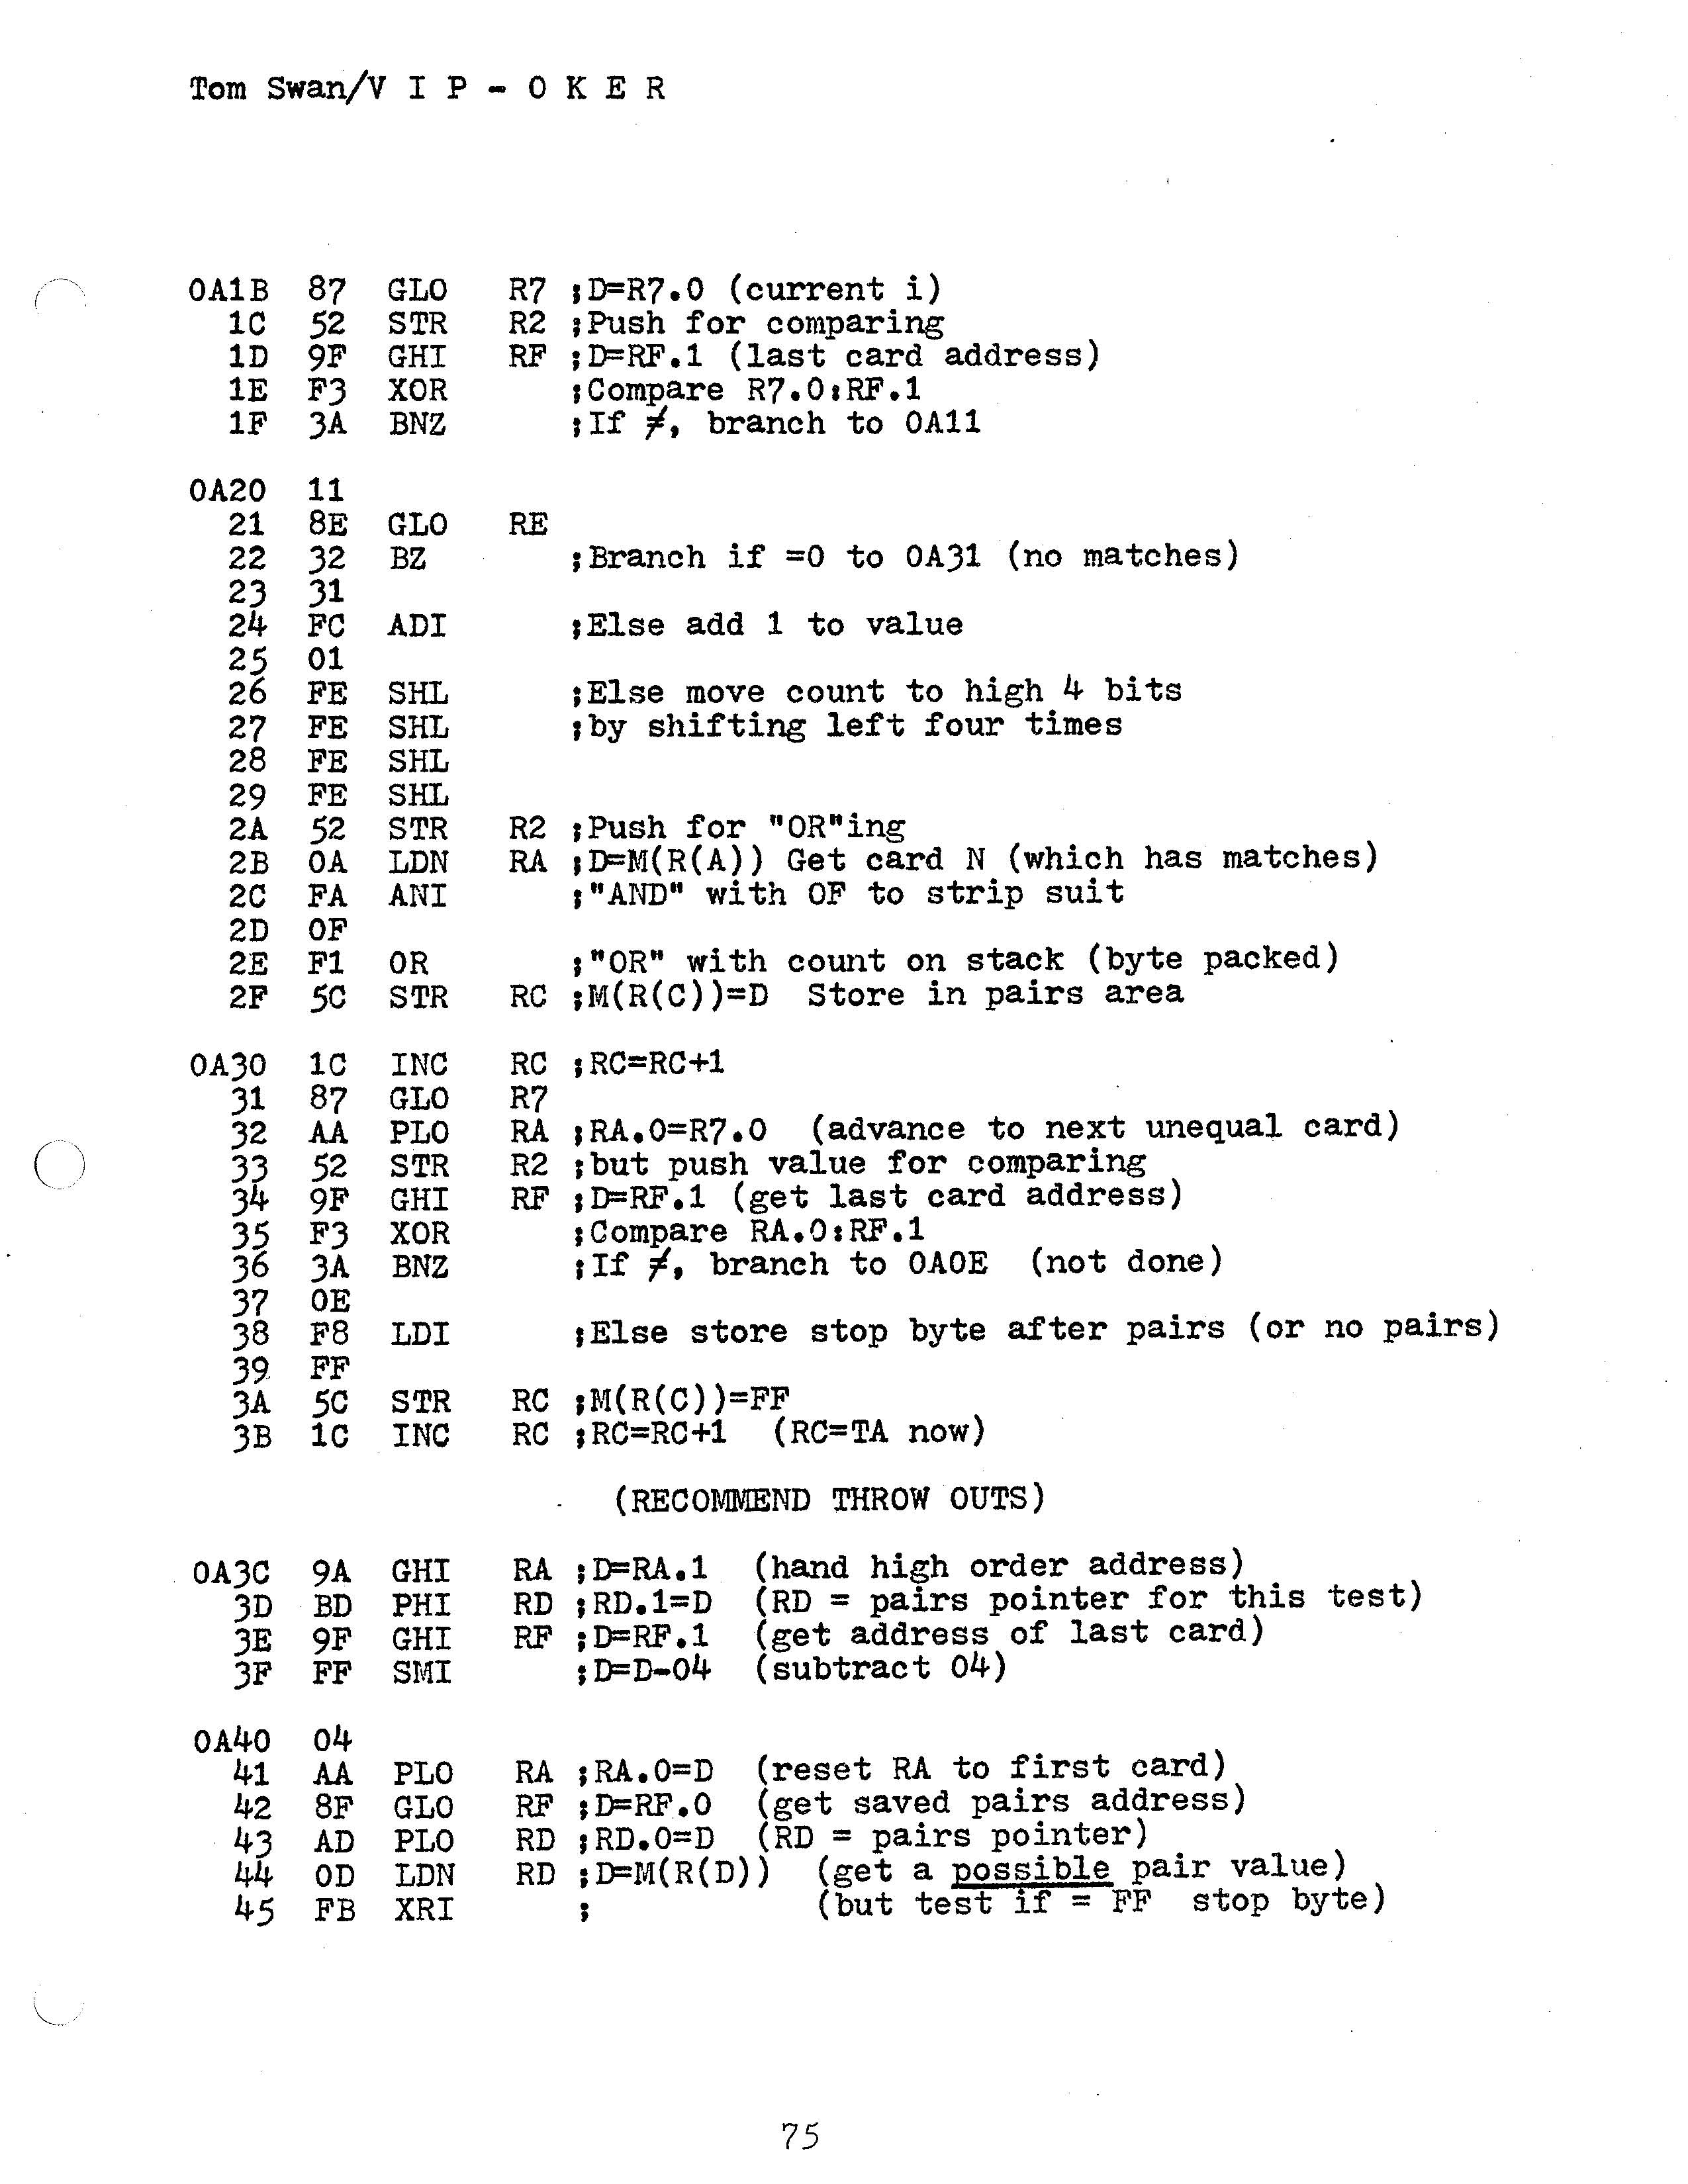 Tom Swan/V I P - O K E R
0A1B 87 GLO R7 ;D=R7.0 (current i)
1C 52 STR R2 ;Push for comparing
1D 9F GHI RF ;D=RF.1 (last card address)
1E F3 XOR ;Compare R7.0:RF.1
1F 3A BNZ ;If ≠, branch to 0A11
0A20 11
21 8E GLO RE
22 32 BZ ;Branch if =0 to 0A31 (no matches)
23 31
24 FC ADI ;Else add 1 to value
25 01
26 FE SHL ;Else move count to high 4 bits
27 FE SHL ;by shifting left four times
28 FE SHL
29 FE SHL
2A 52 STR R2 ;Push for "OR"ing
2B 0A LDN RA ;D=M(R(A)) Get card N (which has matches)
2C FA ANI ;"AND" with OF to strip suit
2D 0F
2E F1 OR ;"OR" with count on stack (byte packed)
2F 5C STR RC ;M(R(C))=D Store in pairs area
0A30 1C INC RC ;RC=RC+1
31 87 GLO R7
32 AA PLO RA ;RA.0=R7.0 (advance to next unequal card)
33 52 STR R2 ;but push value for comparing
34 9F GHI RF ;D=RF.1 (get last card address)
35 F3 XOR ;Compare RA.0:RF.1
36 3A BNZ ;If ≠, branch to 0A0E (not done)
37 0E
38 F8 LDI ;Else store stop byte after pairs (or no pairs)
39 FF
3A 5C STR RC ;M(R(C))=FF
3B 1C INC RC ;RC=RC+1 (RC=TA now)
(RECOMMEND THROW OUTS)
0A3C 9A GHI RA ;D=RA.1 (hand high order address)
3D BD PHI RD ;RD.1=D (RD = pairs pointer for this test)
3E 9F GHI RF ;D=RF.1 (get address of last card)
3F FF SMI ;D=D-04 (subtract 04)
0A40 04
41 AA PLO RA ;RA.0=D (reset RA to first card)
42 8F GLO RF ;D=RF.0 (get saved pairs address)
43 AD PLO RD ;RD.0=D (RD = pairs pointer)
44 0D LDN RD ;D=M(R(D)) (get a possible pair value)
45 FB XRI ; (but test if = FF stop byte)
75